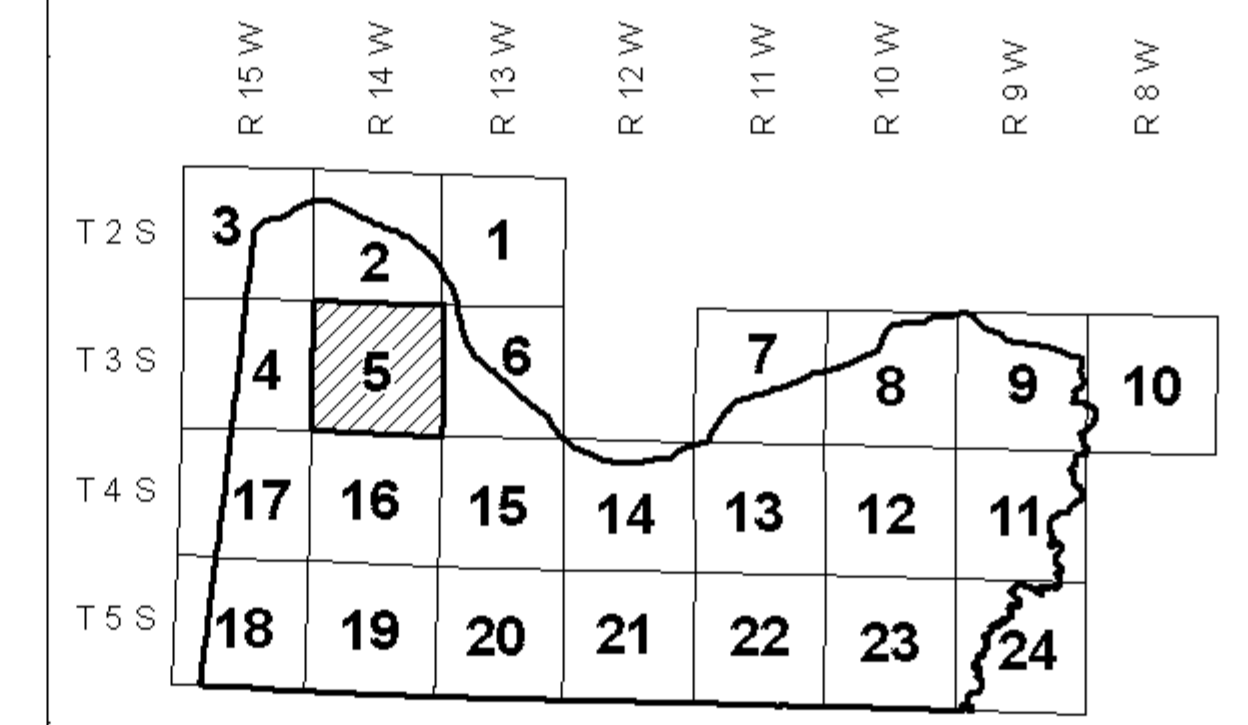 R 15 W R 14 W R 13 W R 12 W R 11 W R 10 W R 9 W R 8 W
T 2 S 3 2 1
T 3 S 4 5 6 7 8 9 10
T 4 S 17 16 15 14 13 12 11
T 5 S 18 19 20 21 22 23 24